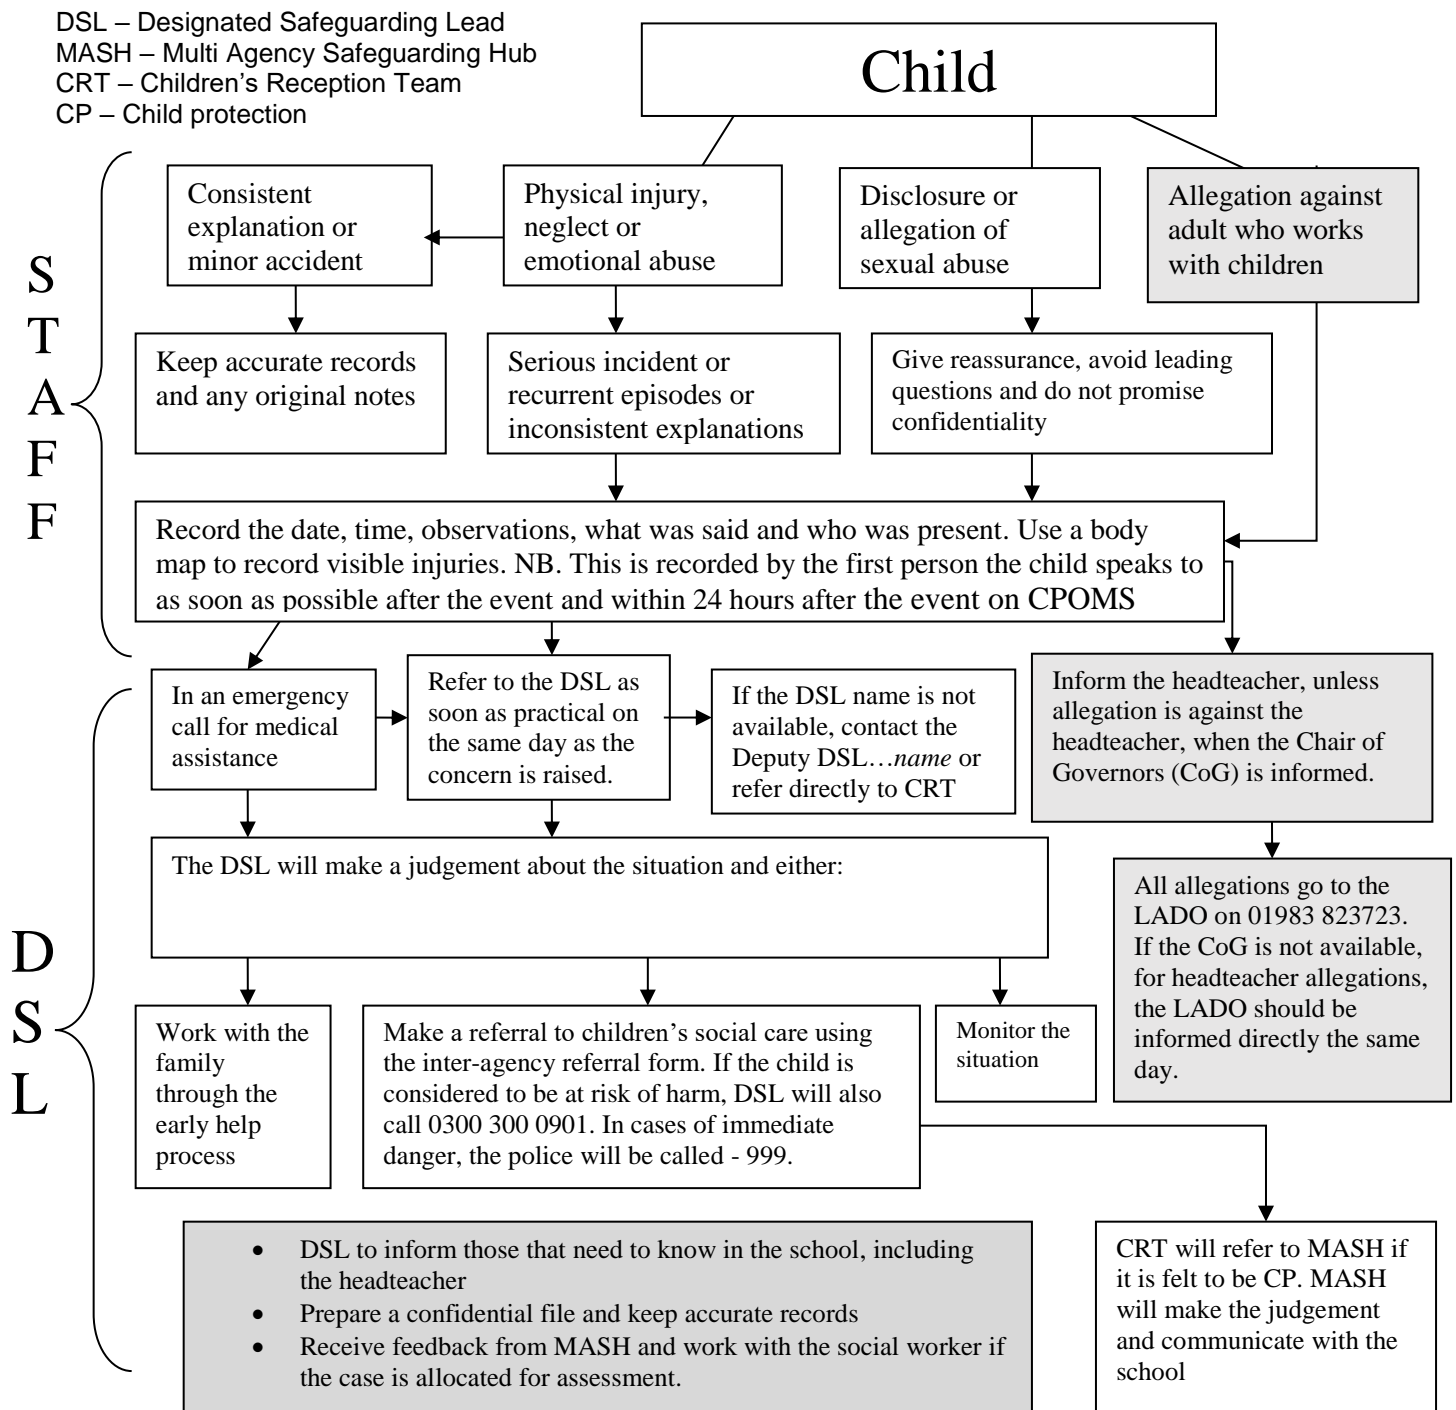 DSL – Designated Safeguarding Lead
MASH – Multi Agency Safeguarding Hub
CRT – Children's Reception Team
CP – Child protection
Child
Consistent
explanation or
minor accident
Physical injury,
neglect or
emotional abuse
Disclosure or
allegation of
sexual abuse
Allegation against
adult who works
with children
S
T
A
F
F
Keep accurate records
and any original notes
Serious incident or
recurrent episodes or
inconsistent explanations
Give reassurance, avoid leading
questions and do not promise
confidentiality
Record the date, time, observations, what was said and who was present. Use a body
map to record visible injuries. NB. This is recorded by the first person the child speaks to
as soon as possible after the event and within 24 hours after the event on CPOMS
In an emergency
call for medical
assistance
Refer to the DSL as
soon as practical on
the same day as the
concern is raised.
If the DSL name is not
available, contact the
Deputy DSL…name or
refer directly to CRT
Inform the headteacher, unless
allegation is against the
headteacher, when the Chair of
Governors (CoG) is informed.
The DSL will make a judgement about the situation and either:
All allegations go to the
LADO on 01983 823723.
If the CoG is not available,
for headteacher allegations,
the LADO should be
informed directly the same
day.
D
S
L
Work with the
family
through the
early help
process
Make a referral to children's social care using
the inter-agency referral form. If the child is
considered to be at risk of harm, DSL will also
call 0300 300 0901. In cases of immediate
danger, the police will be called - 999.
Monitor the
situation
• DSL to inform those that need to know in the school, including
the headteacher
• Prepare a confidential file and keep accurate records
• Receive feedback from MASH and work with the social worker if
the case is allocated for assessment.
CRT will refer to MASH if
it is felt to be CP. MASH
will make the judgement
and communicate with the
school